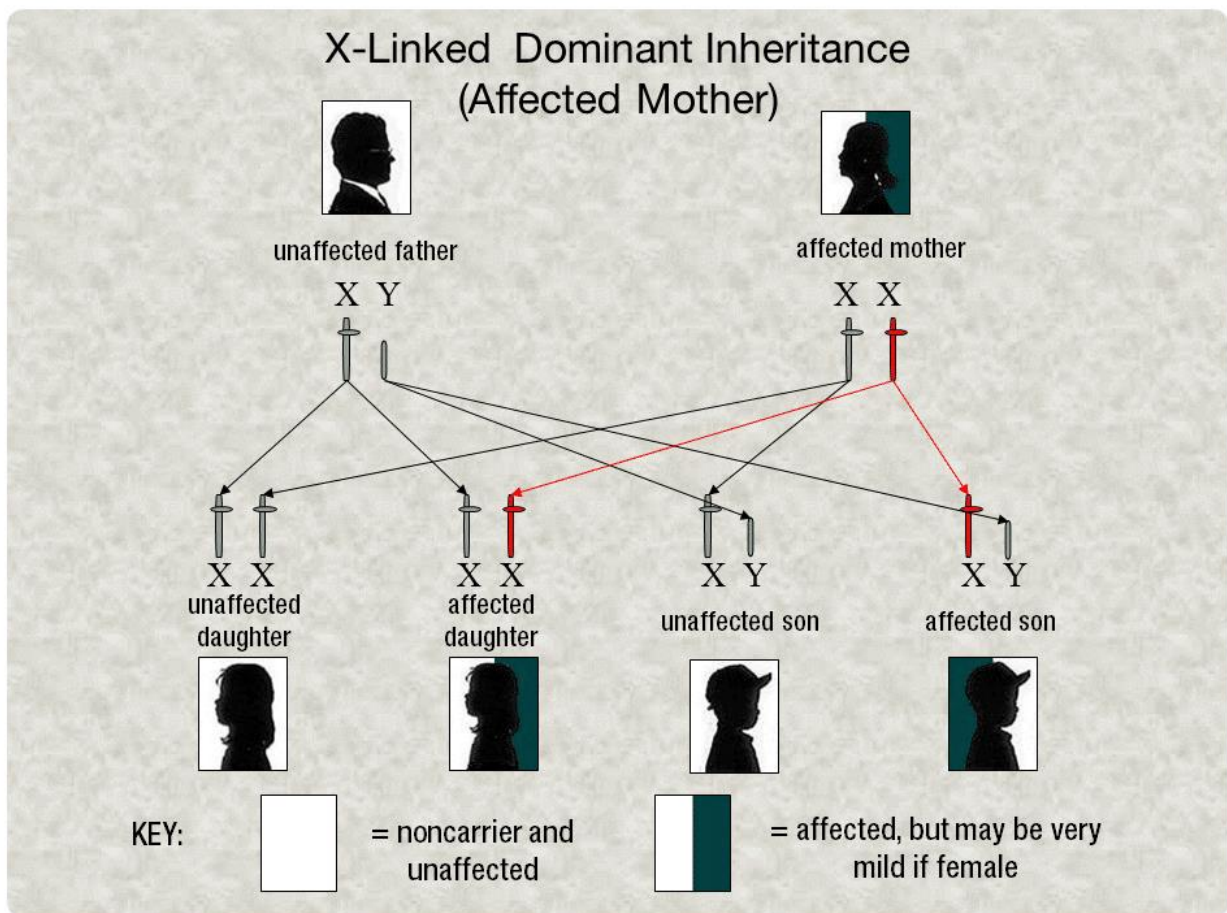 X-Linked Dominant Inheritance
(Affected Mother)
unaffected father
affected mother
X Y
X X
X X
X X
X Y
X Y
unaffected
daughter
affected
daughter
unaffected son
affected son
KEY:
= noncarrier and
unaffected
= affected, but may be very
mild if female